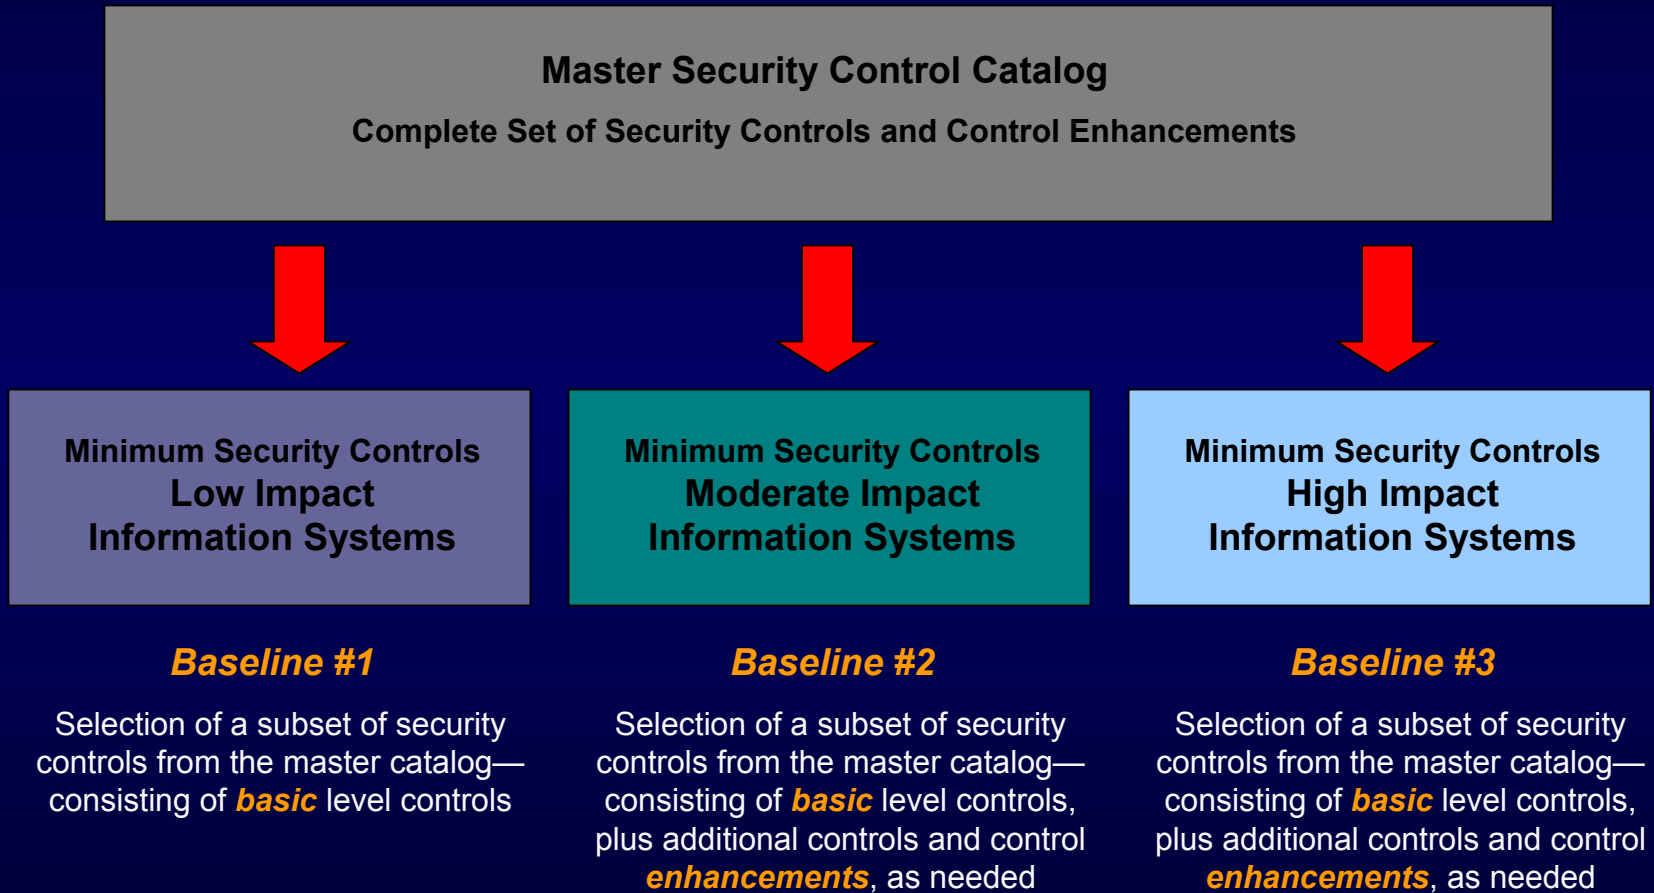 Master Security Control Catalog
Complete Set of Security Controls and Control Enhancements
Minimum Security Controls
Low Impact
Information Systems
Baseline #1
Selection of a subset of security
controls from the master catalog—
consisting of basic level controls
Minimum Security Controls
Moderate Impact
Information Systems
Baseline #2
Selection of a subset of security
controls from the master catalog—
consisting of basic level controls,
plus additional controls and control
enhancements, as needed
Minimum Security Controls
High Impact
Information Systems
Baseline #3
Selection of a subset of security
controls from the master catalog—
consisting of basic level controls,
plus additional controls and control
enhancements, as needed